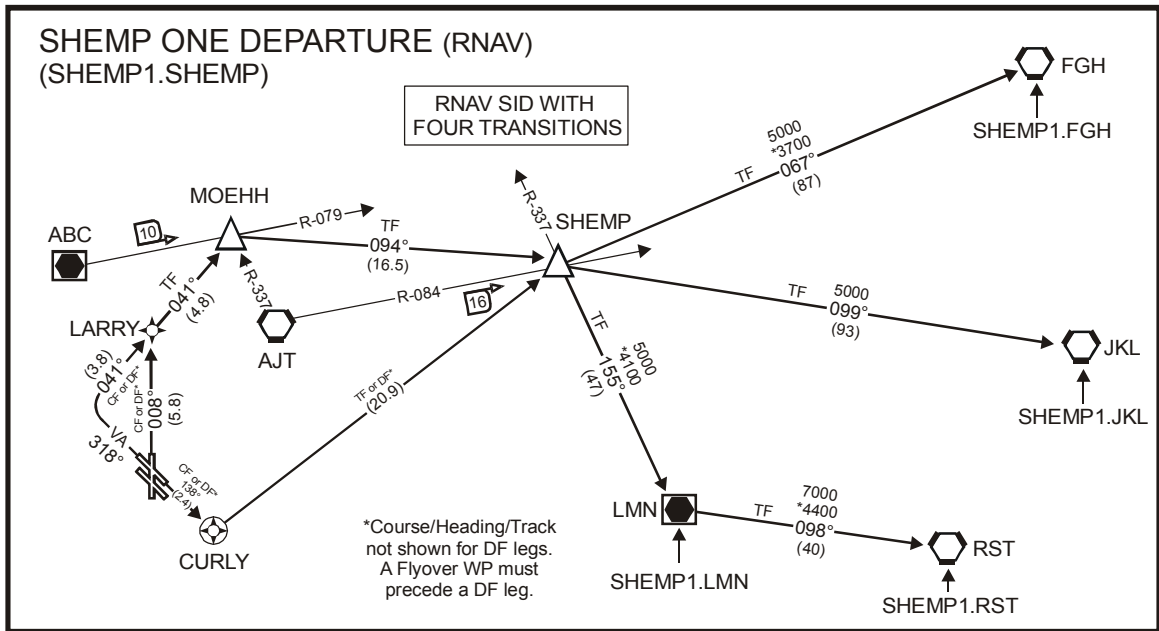 SHEMP ONE DEPARTURE (RNAV)
(SHEMP1.SHEMP)
RNAV SID WITH
FOUR TRANSITIONS
FGH
SHEMP1.FGH
5000
*3700
TF
067°
(87)
MOEHH
R-079
ABC
10
TF
094°
(16.5)
R-337
SHEMP
TF
041°
(4.8)
R-337
R-084
16
LARRY
AJT
TF
5000
099°
(93)
JKL
SHEMP1.JKL
(3.8)
041°
CF or DF*
CF or DF*
008°
(5.8)
TF or DF*
(20.9)
TF
5000
*4100
155°
(47)
VA
318°
CF or DF*
138°
(2.4)
CURLY
*Course/Heading/Track
not shown for DF legs.
A Flyover WP must
precede a DF leg.
LMN
SHEMP1.LMN
7000
TF
*4400
098°
(40)
RST
SHEMP1.RST